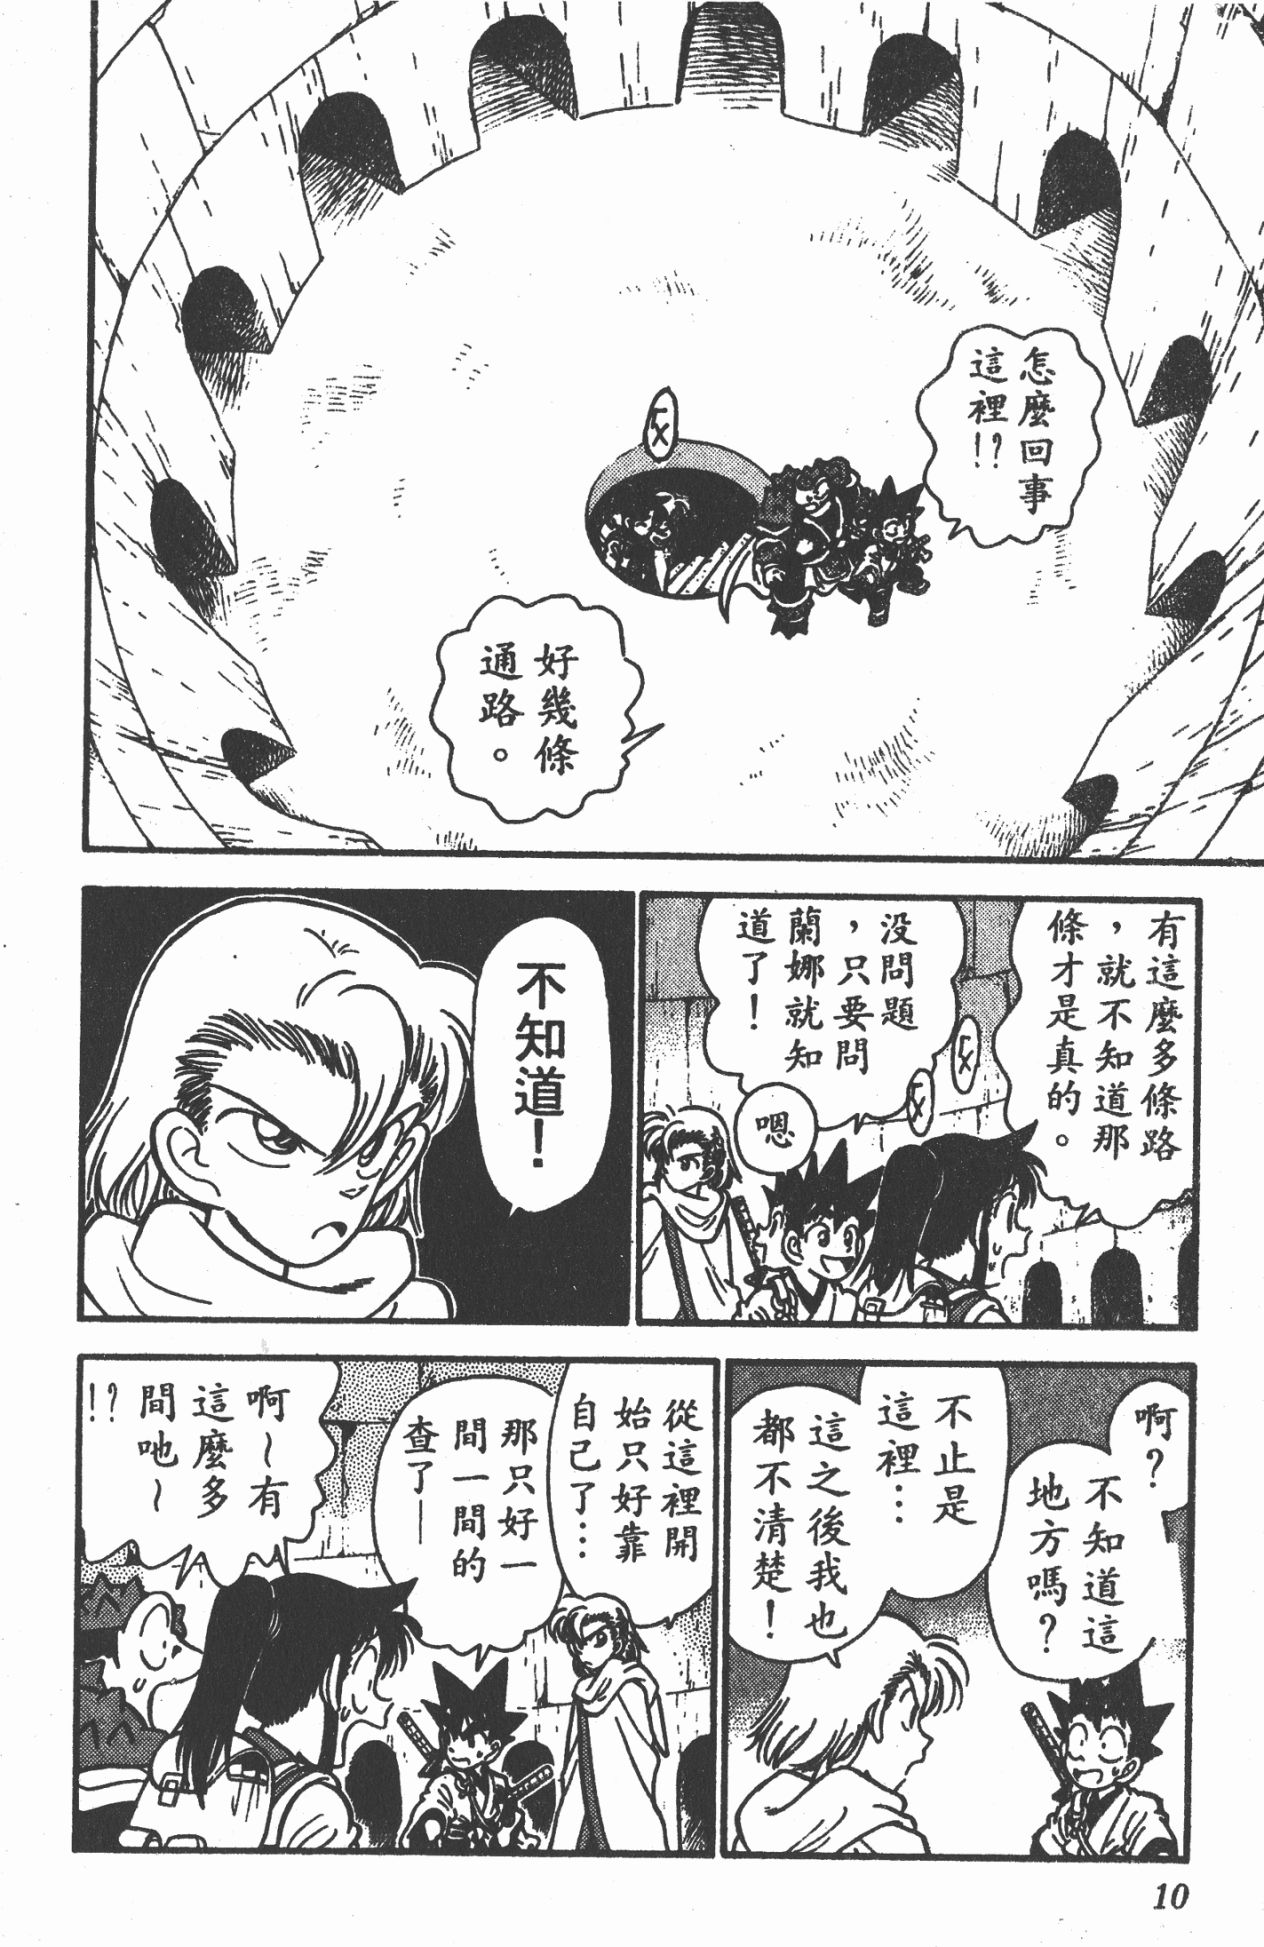 怎麼回事
這裡!?
好幾條
通路。
有這麼多條路
，就不知道那
條才是真的。
没問題
，只要問
蘭娜就知
道了！
嗯
不知道！
啊？
不知道這
地方嗎？
不止是
這裡…
這之後我也
都不清楚！
從這裡開
始只好靠
自己了…
那只好一
間一間的
查了—
啊～有
這麼多
間吔～
!?
10